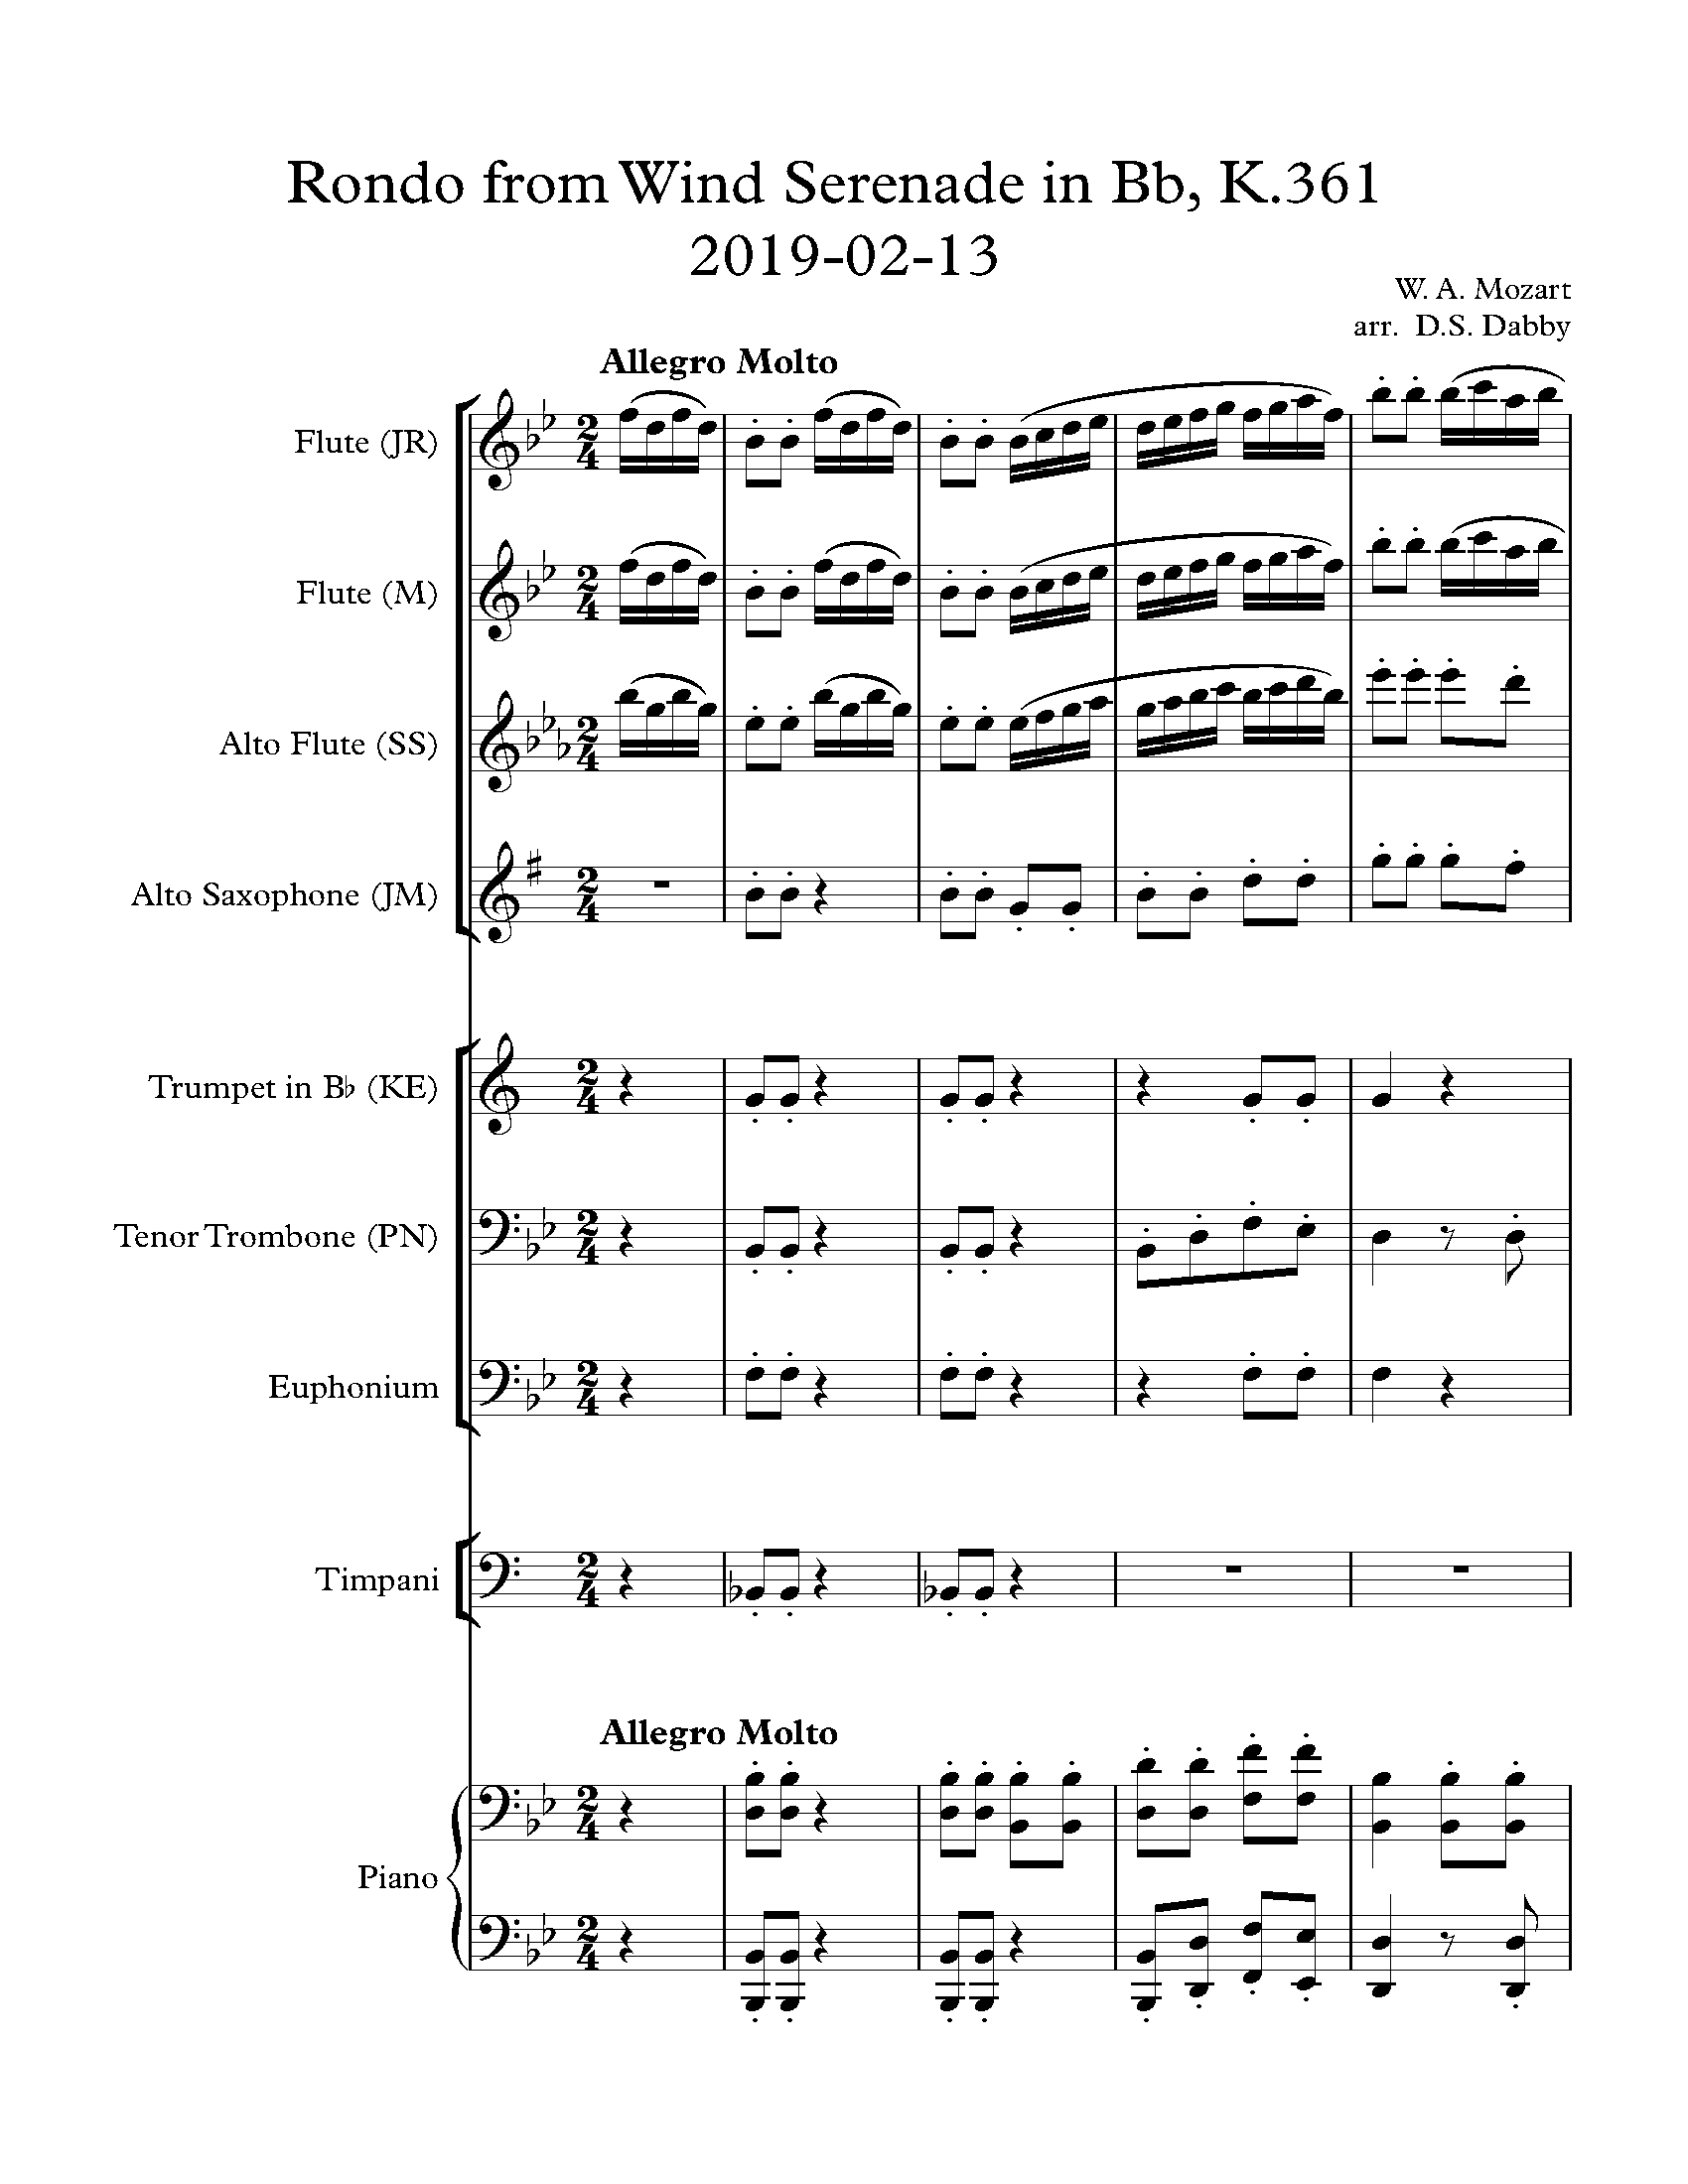 Rondo from Wind Serenade in Bb, K.361
2019-02-13
W. A. Mozart
arr. D.S. Dabby
Allegro Molto
Flute (JR)
Flute (M)
Alto Flute (SS)
Alto Saxophone (JM)
Trumpet in B♭ (KE)
Tenor Trombone (PN)
Euphonium
Timpani
Allegro Molto
Piano